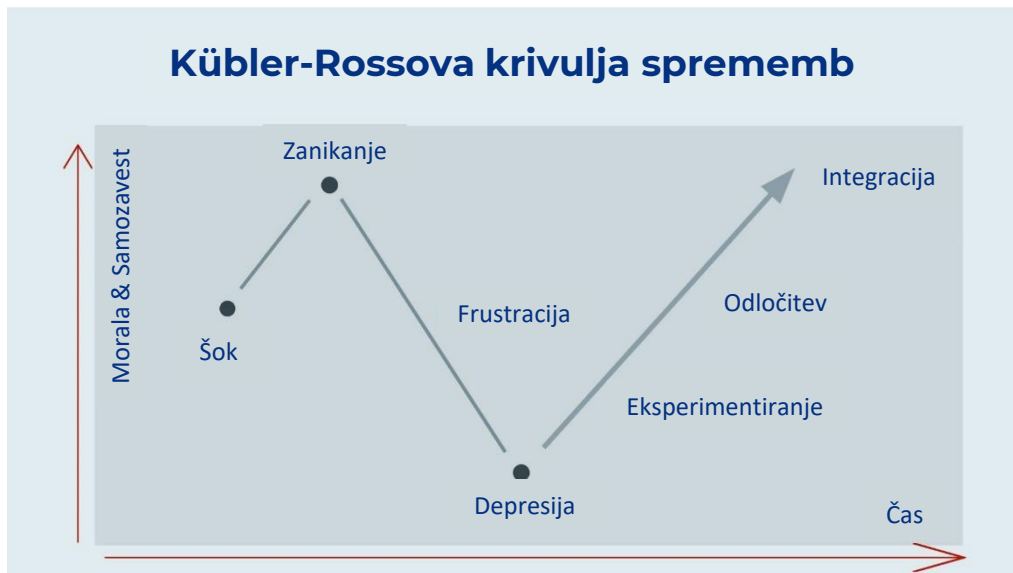 Kübler-Rossova krivulja sprememb
Morala & Samozavest
Zanikanje
Šok
Frustracija
Depresija
Eksperimentiranje
Odločitev
Integracija
Čas